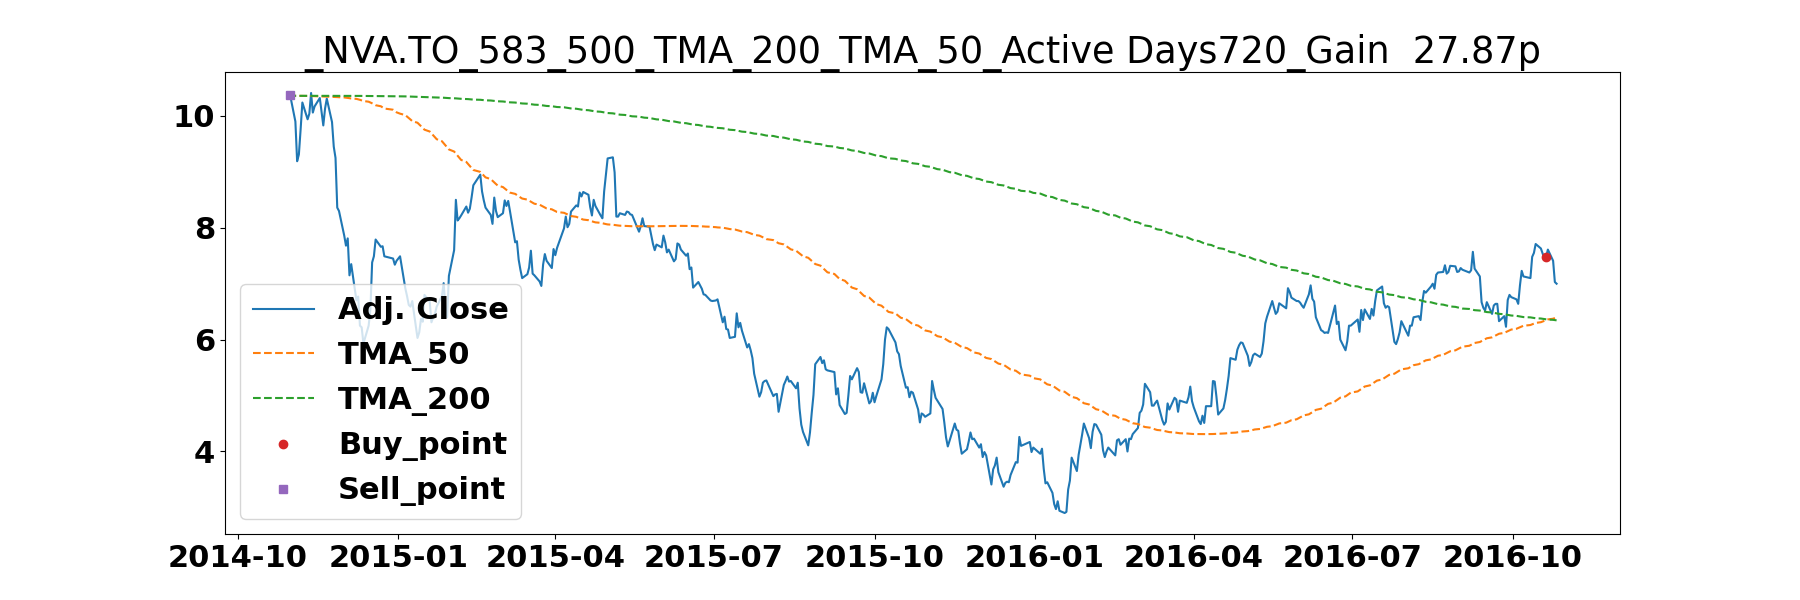 _NVA.TO_583_500_TMA_200_TMA_50_Active Days720_Gain  27.87p
10
8
6
4
Adj. Close
TMA_50
TMA_200
Buy_point
Sell_point
2014-10 2015-01 2015-04 2015-07 2015-10 2016-01 2016-04 2016-07 2016-10